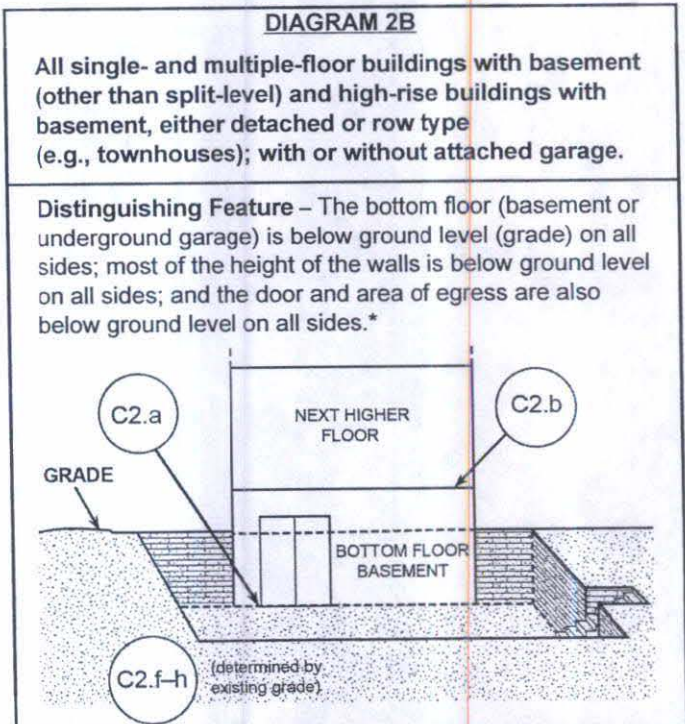 DIAGRAM 2B
All single- and multiple-floor buildings with basement
(other than split-level) and high-rise buildings with
basement, either detached or row type
(e.g., townhouses); with or without attached garage.
Distinguishing Feature – The bottom floor (basement or
underground garage) is below ground level (grade) on all
sides; most of the height of the walls is below ground level
on all sides; and the door and area of egress are also
below ground level on all sides.*
C2.a
NEXT HIGHER
FLOOR
C2.b
GRADE
BOTTOM FLOOR
BASEMENT
C2.f–h
(determined by
existing grade)